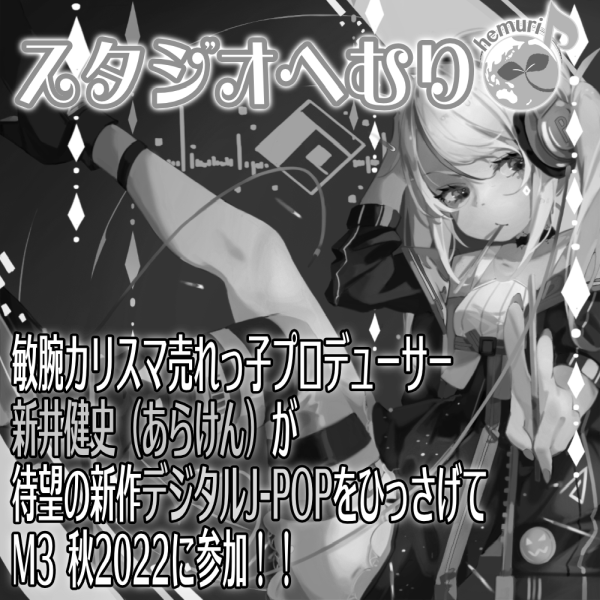 スタジオへむり
hemuri
敏腕カリスマ売れっ子プロデューサー
新井健史（あらけん）が
待望の新作デジタルJ-POPをひっさげて
M3 秋2022に参加！！